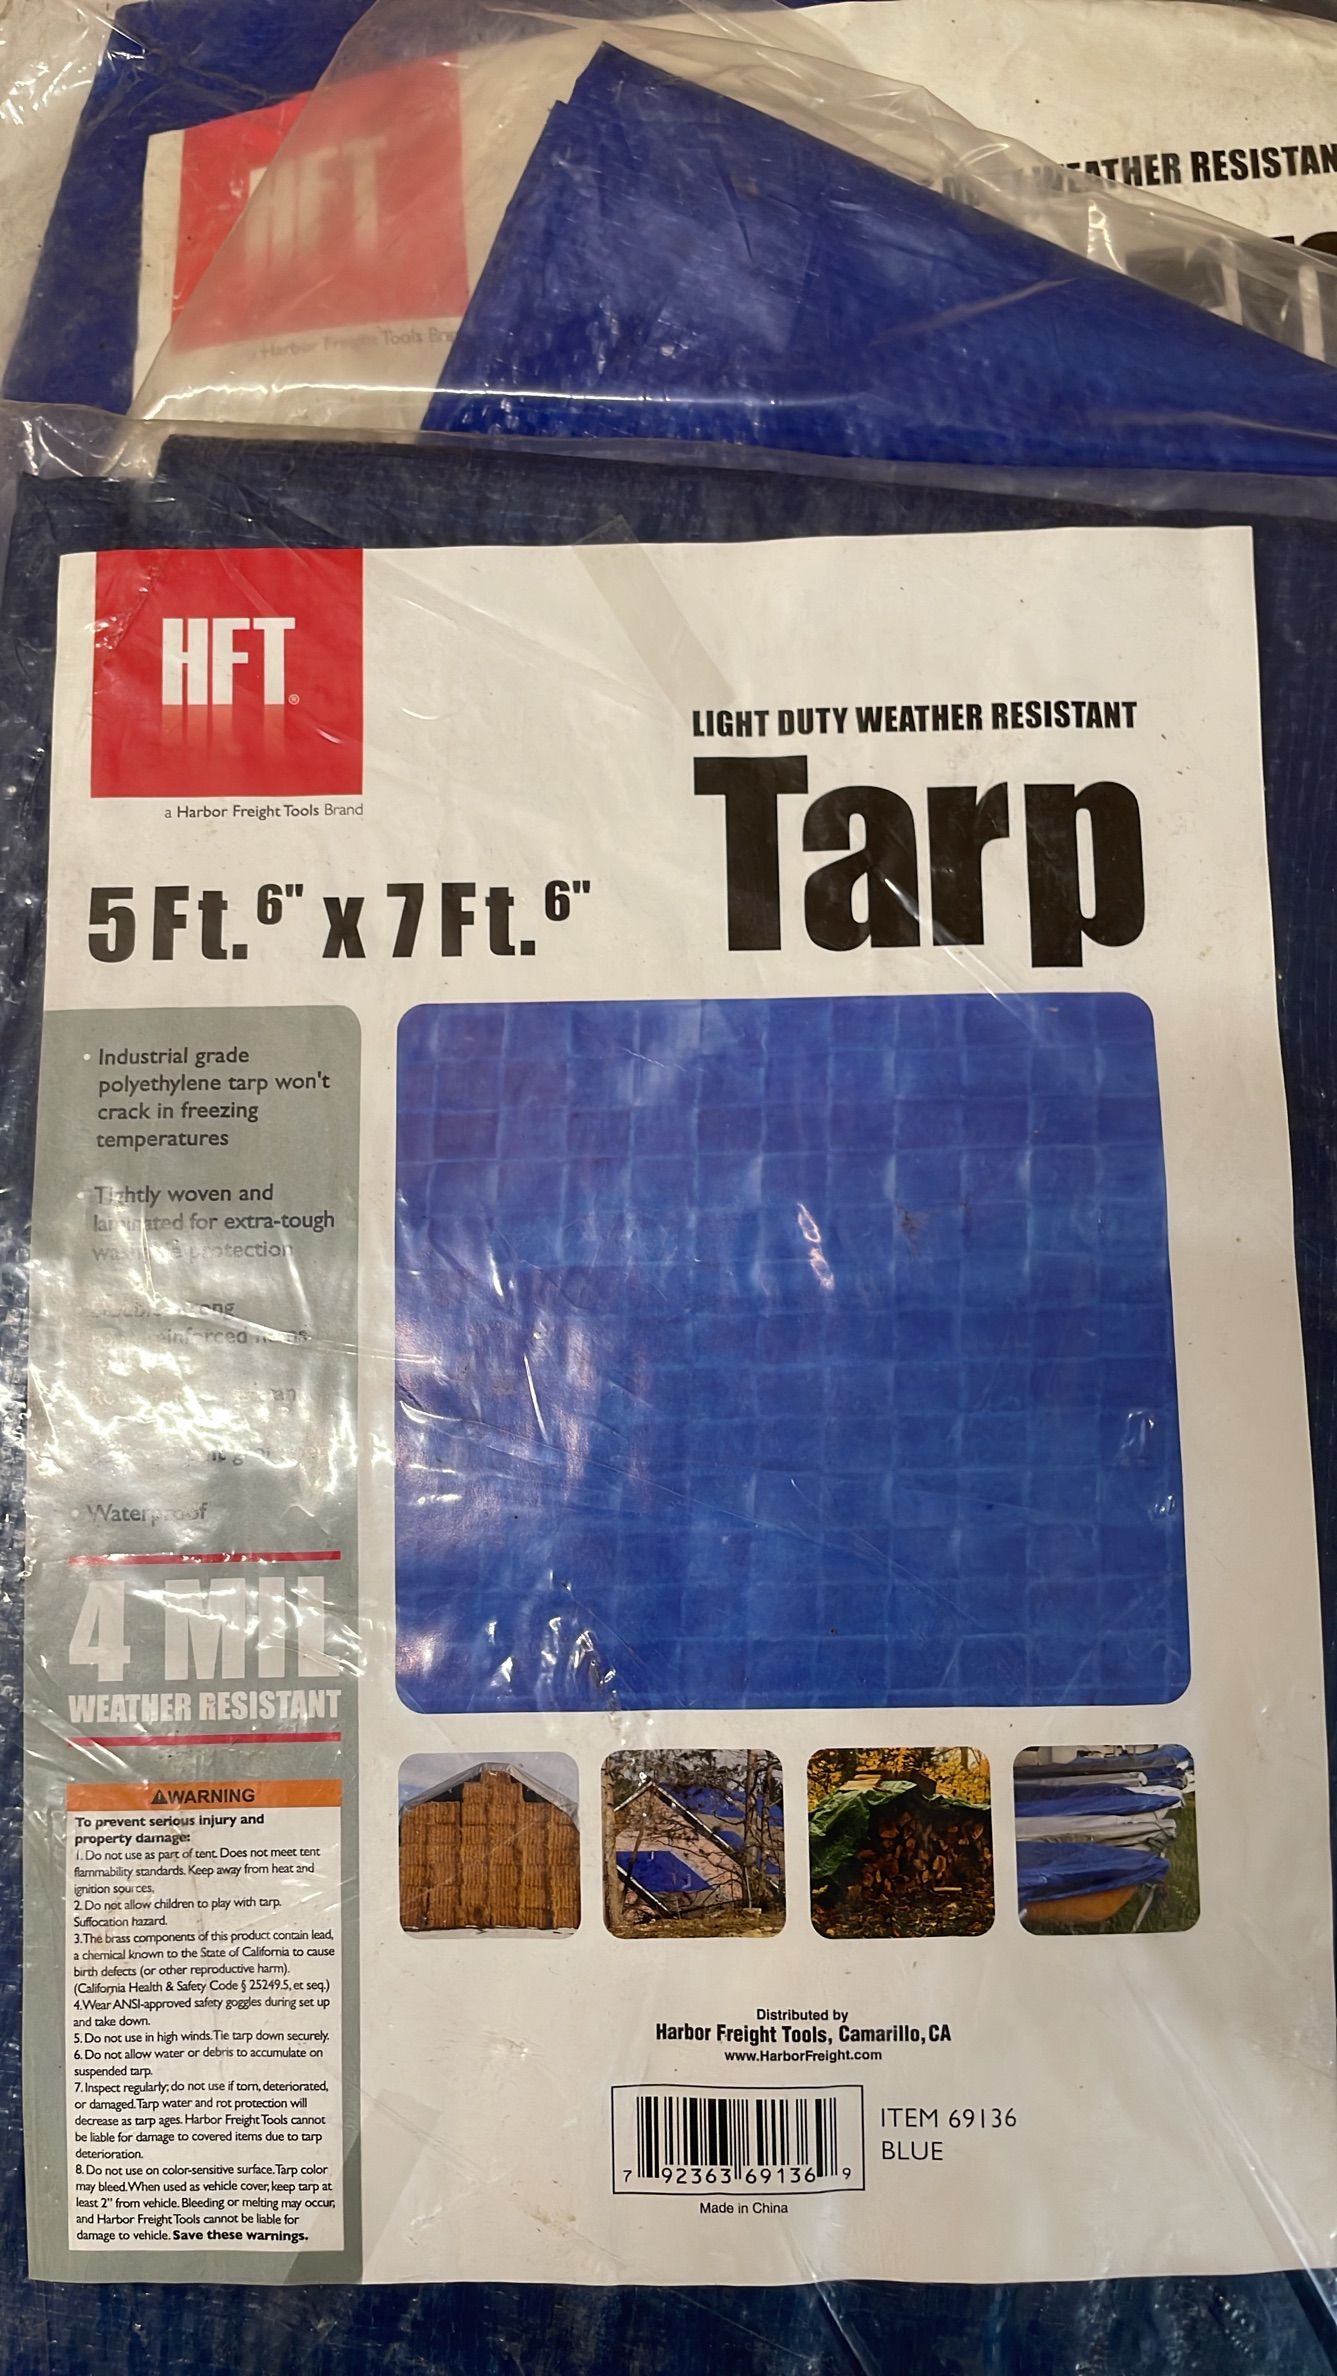 HFT
Harbor Freight Tools
WEATHER RESISTAN
HFT®
a Harbor Freight Tools Brand
LIGHT DUTY WEATHER RESISTANT
Tarp
5 Ft. 6" x 7 Ft. 6"
• Industrial grade
polyethylene tarp won't
crack in freezing
temperatures
• Tightly woven and
laminated for extra-tough
protection
• Waterproof
4 MIL
WEATHER RESISTANT
⚠WARNING
To prevent serious injury and
property damage:
1. Do not use as part of tent. Does not meet tent
flammability standards. Keep away from heat and
ignition sources.
2. Do not allow children to play with tarp.
Suffocation hazard.
3. The brass components of this product contain lead,
a chemical known to the State of California to cause
birth defects (or other reproductive harm).
(California Health & Safety Code § 25249.5, et seq.)
4. Wear ANSI-approved safety goggles during set up
and take down.
5. Do not use in high winds. Tie tarp down securely.
6. Do not allow water or debris to accumulate on
suspended tarp.
7. Inspect regularly; do not use if torn, deteriorated,
or damaged. Tarp water and rot protection will
decrease as tarp ages. Harbor Freight Tools cannot
be liable for damage to covered items due to tarp
deterioration.
8. Do not use on color-sensitive surface. Tarp color
may bleed. When used as vehicle cover, keep tarp at
least 2" from vehicle. Bleeding or melting may occur,
and Harbor Freight Tools cannot be liable for
damage to vehicle. Save these warnings.
Distributed by
Harbor Freight Tools, Camarillo, CA
www.HarborFreight.com
7 92363 69136 9
ITEM 69136
BLUE
Made in China